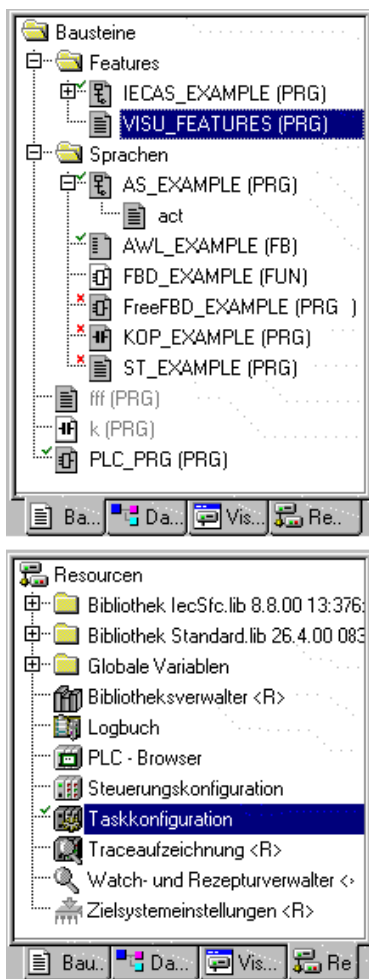 Bausteine
Features
IECAS_EXAMPLE (PRG)
VISU_FEATURES (PRG)
Sprachen
AS_EXAMPLE (PRG)
act
AWL_EXAMPLE (FB)
FBD_EXAMPLE (FUN)
FreeFBD_EXAMPLE (PRG )
KOP_EXAMPLE (PRG)
ST_EXAMPLE (PRG)
fff (PRG)
k (PRG)
PLC_PRG (PRG)
Ba... Da... Vis... Re..
Resourcen
Bibliothek IecSfc.lib 8.8.00 13:376:
Bibliothek Standard.lib 26.4.00 083
Globale Variablen
Bibliotheksverwalter <R>
Logbuch
PLC - Browser
Steuerungskonfiguration
Taskkonfiguration
Traceaufzeichnung <R>
Watch- und Rezepturverwalter <
Zielsystemeinstellungen <R>
Bau.. Da... Vis... Re